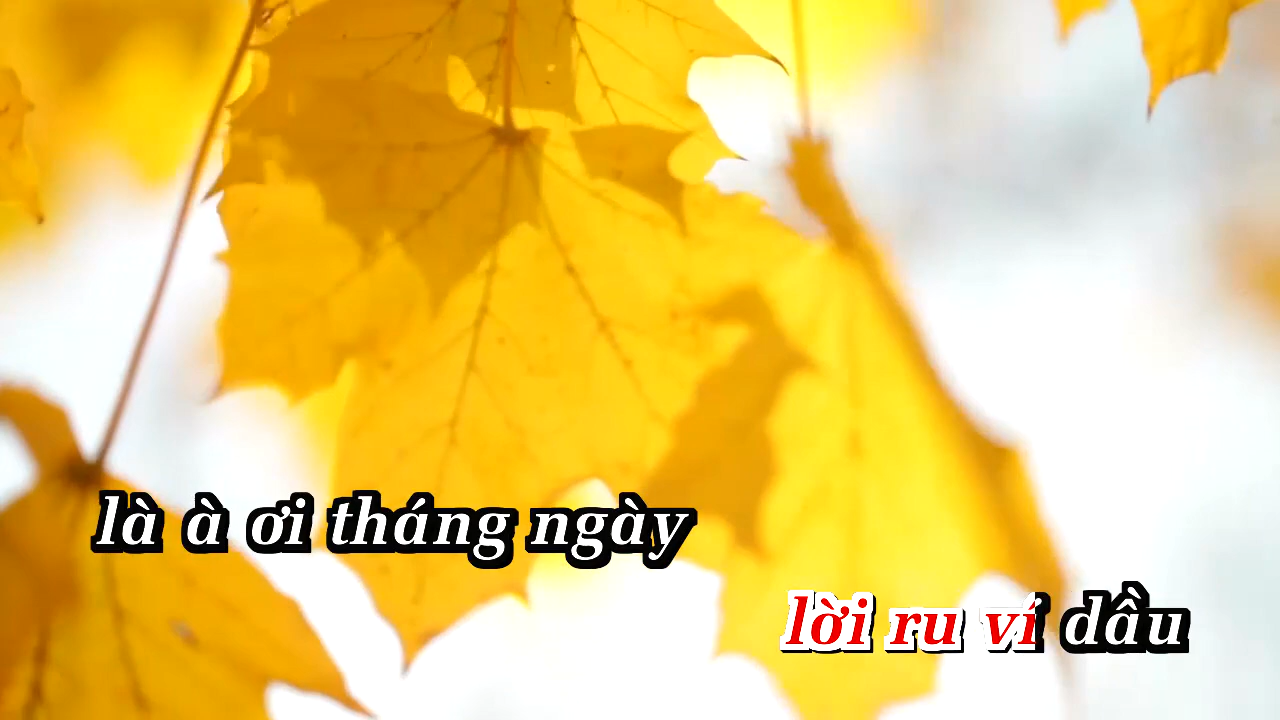 là à ơi tháng ngày
lời ru ví dầu